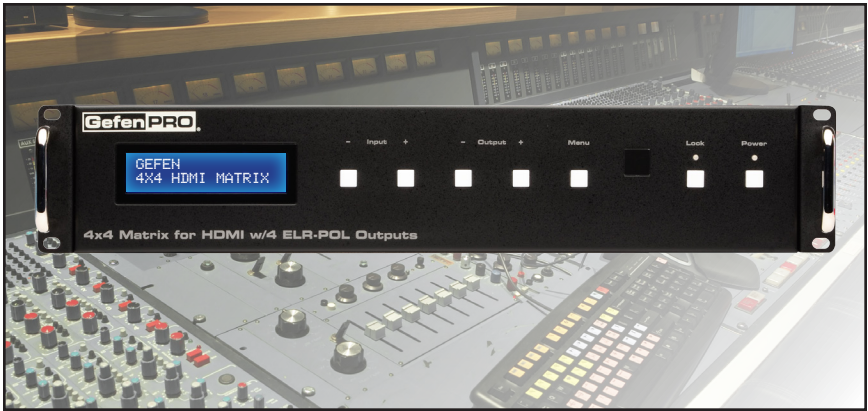 GefenPRO®
- Input + - Output + Menu Lock Power
GEFEN
4X4 HDMI MATRIX
4x4 Matrix for HDMI w/4 ELR-POL Outputs